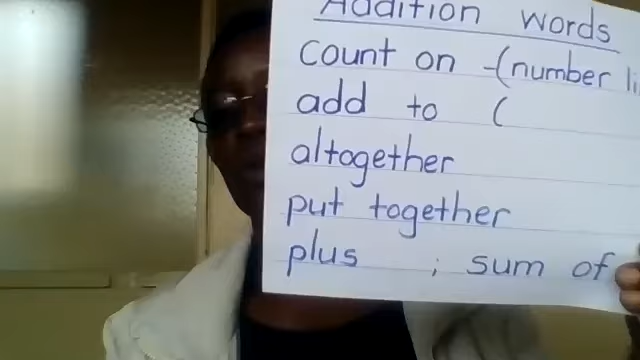 Addition Words
count on -(number li
add to (
altogether
put together
plus ; sum of